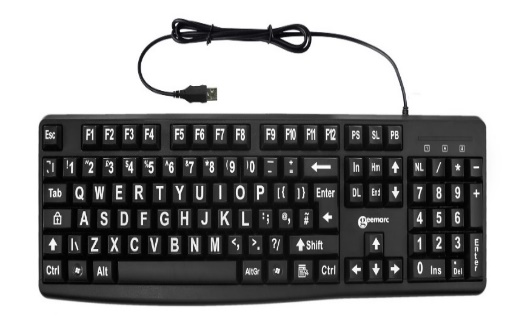 Esc F1 F2 F3 F4 F5 F6 F7 F8 F9 F10 F11 F12 PS SL PB
!1 "2 £3 $4 %5 ^6 &7 *8 (9 )0 In Hm NL / * -
Tab Q W E R T Y U I O P [{ ]} Enter DL End 7 8 9 +
A S D F G H J K L :; @, geemarc 4 5 6
|\ Z X C V B N M <, >. ?/ Shift 1 2 3 Enter
Ctrl Alt AltGr Ctrl 0 Ins . Del